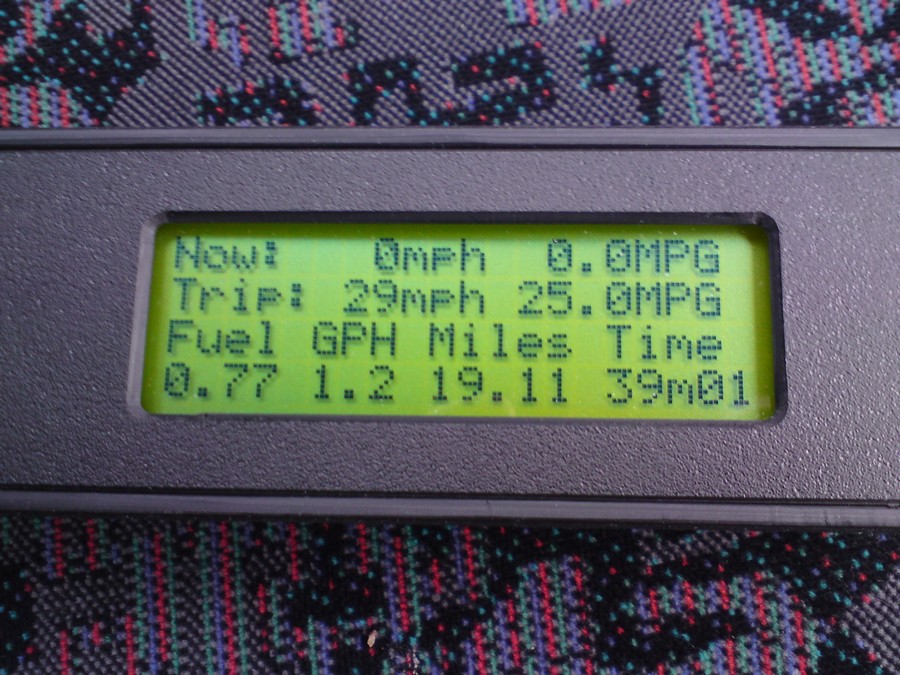 Now: 0mph 0.0MPG
Trip: 29mph 25.0MPG
Fuel GPH Miles Time
0.77 1.2 19.11 39m01